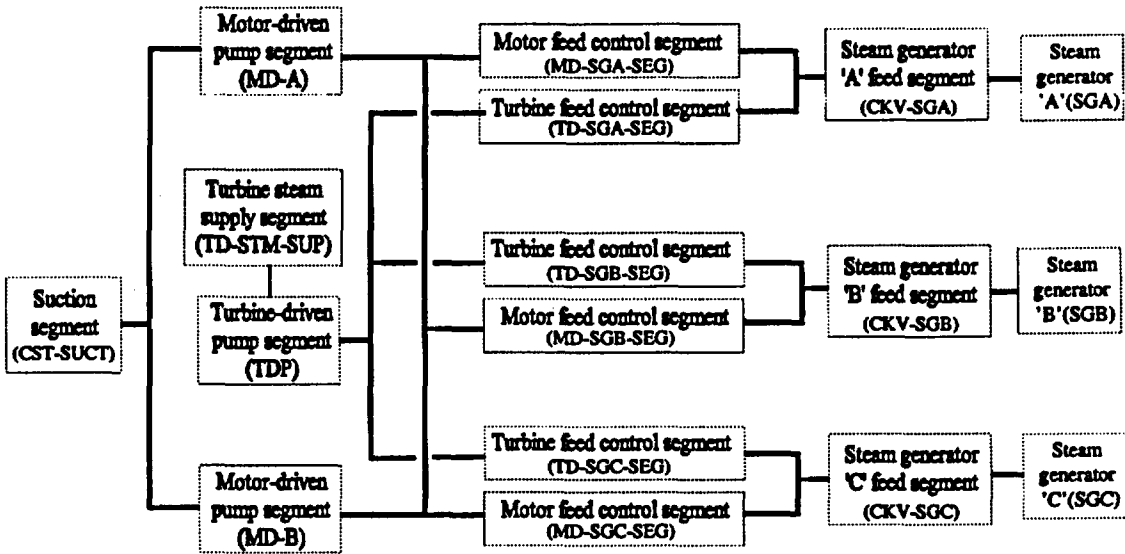 Motor-driven
pump segment
(MD-A)
Motor feed control segment
(MD-SGA-SEG)
Turbine feed control segment
(TD-SGA-SEG)
Steam generator
'A' feed segment
(CKV-SGA)
Steam
generator
'A'(SGA)
Turbine steam
supply segment
(TD-STM-SUP)
Suction
segment
(CST-SUCT)
Turbine-driven
pump segment
(TDP)
Turbine feed control segment
(TD-SGB-SEG)
Motor feed control segment
(MD-SGB-SEG)
Steam generator
'B' feed segment
(CKV-SGB)
Steam
generator
'B'(SGB)
Motor-driven
pump segment
(MD-B)
Turbine feed control segment
(TD-SGC-SEG)
Motor feed control segment
(MD-SGC-SEG)
Steam generator
'C' feed segment
(CKV-SGC)
Steam
generator
'C'(SGC)